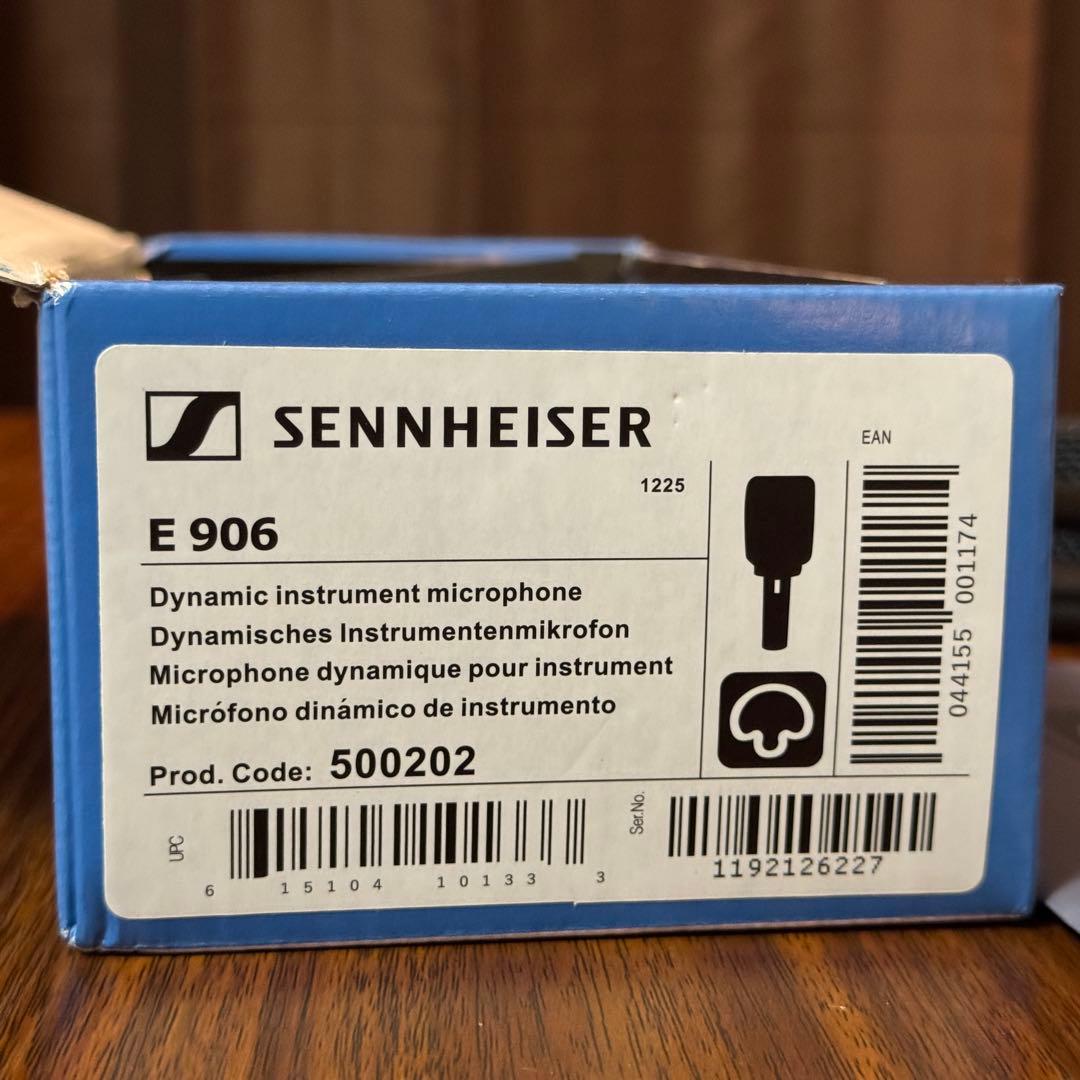 SENNHEISER
1225
E 906
Dynamic instrument microphone
Dynamisches Instrumentenmikrofon
Microphone dynamique pour instrument
Micrófono dinámico de instrumento
Prod. Code: 500202
EAN
044155 001174
UPC
6 15104 10133 3
Ser.No.
1192126227